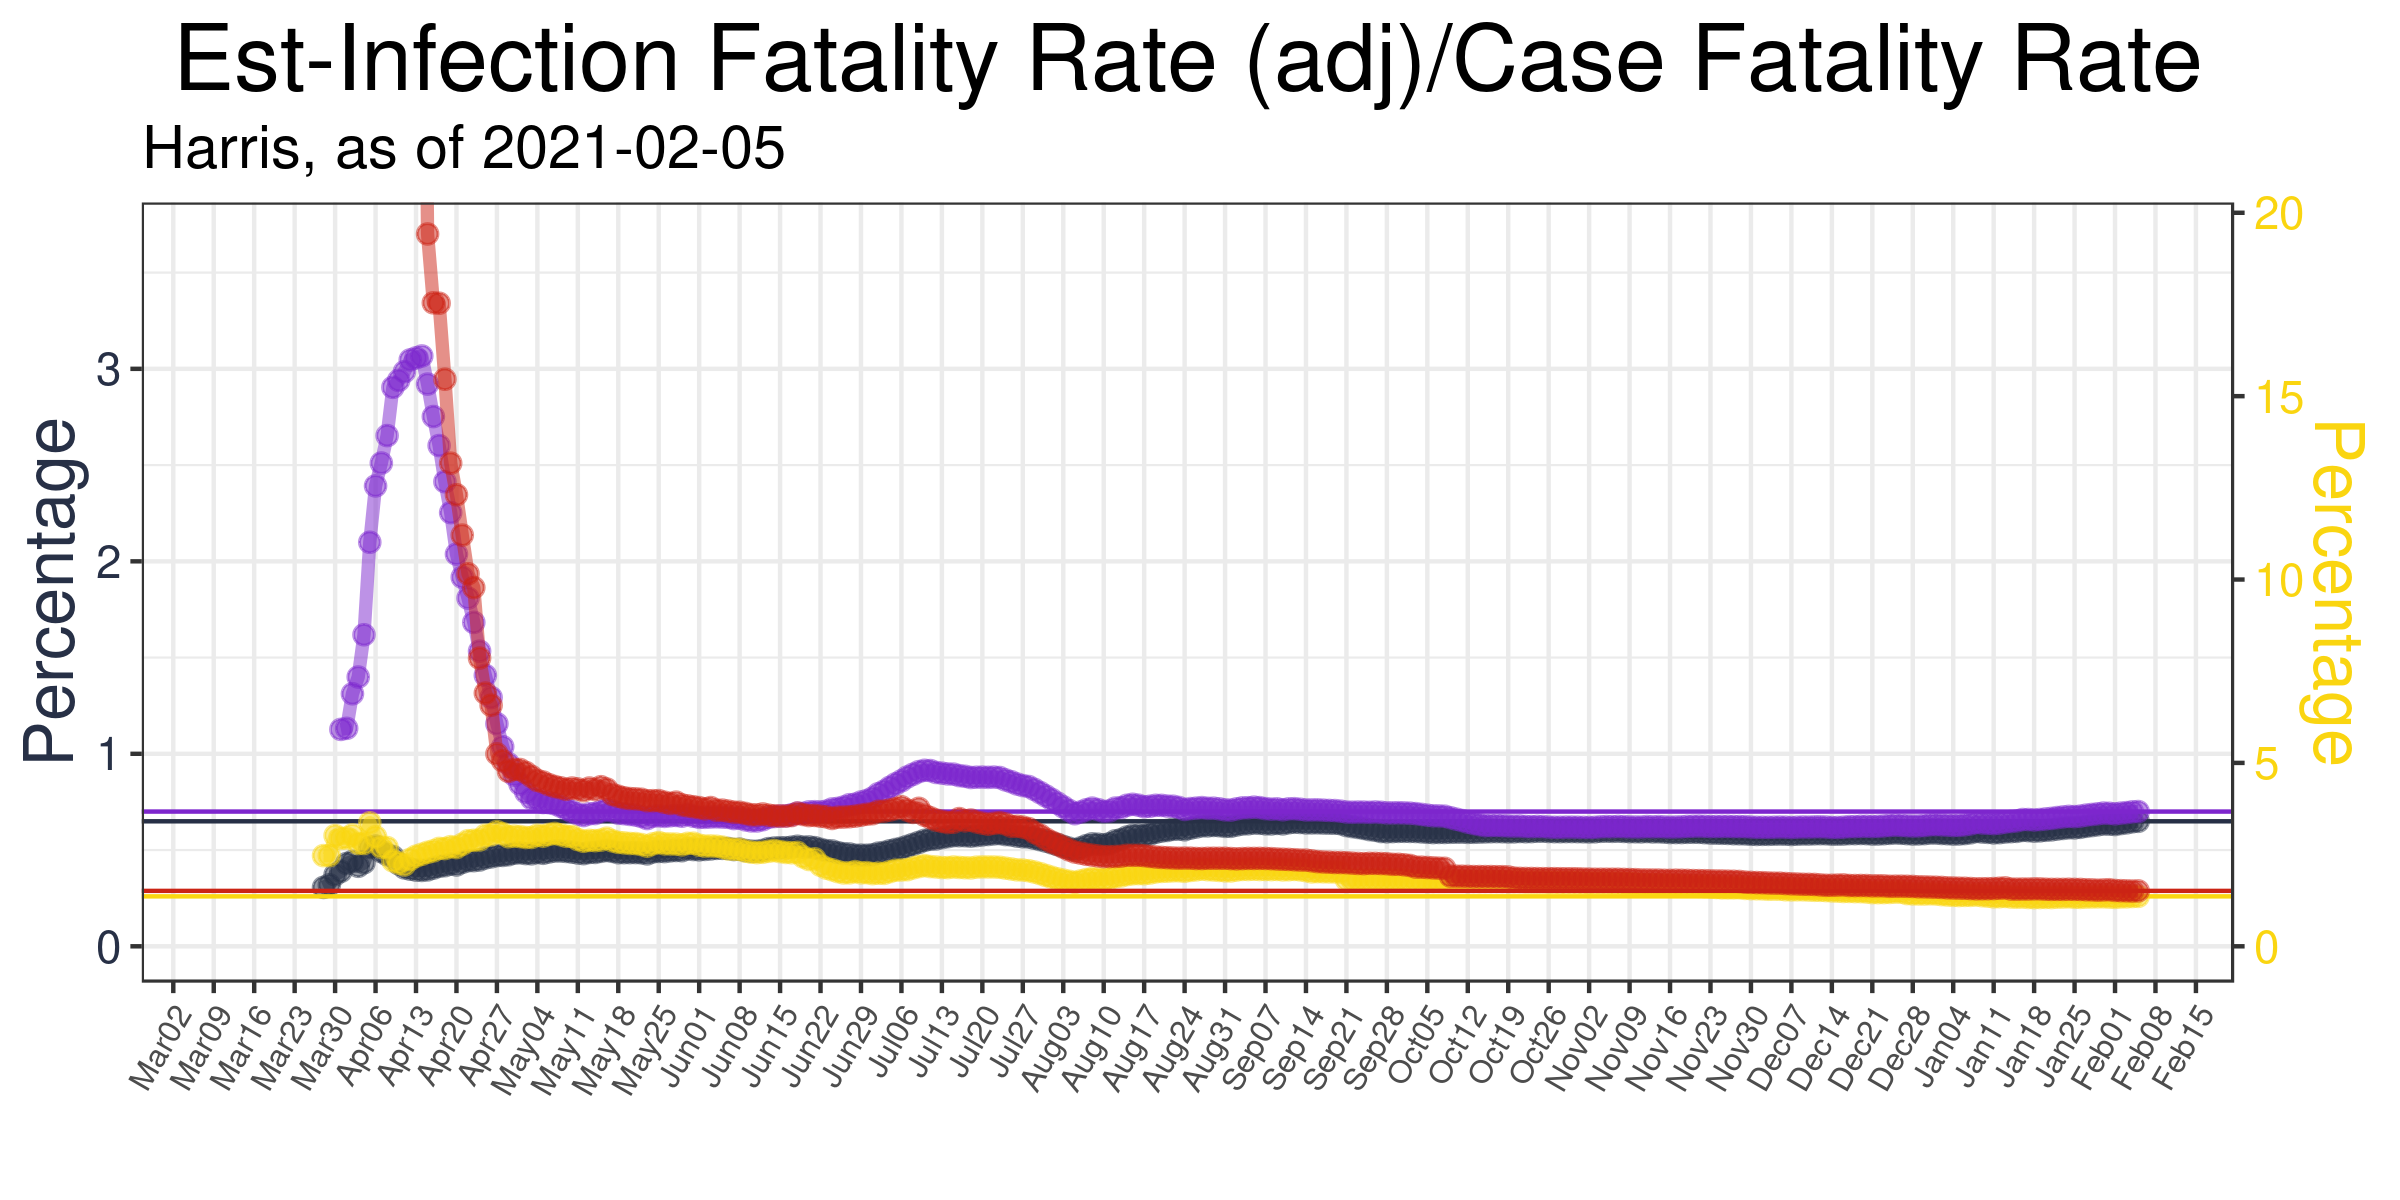 Est-Infection Fatality Rate (adj)/Case Fatality Rate
Harris, as of 2021-02-05
Percentage
3
2
1
0
20
15
10
5
0
Percentage
Mar02
Mar09
Mar16
Mar23
Mar30
Apr06
Apr13
Apr20
Apr27
May04
May11
May18
May25
Jun01
Jun08
Jun15
Jun22
Jun29
Jul06
Jul13
Jul20
Jul27
Aug03
Aug10
Aug17
Aug24
Aug31
Sep07
Sep14
Sep21
Sep28
Oct05
Oct12
Oct19
Oct26
Nov02
Nov09
Nov16
Nov23
Nov30
Dec07
Dec14
Dec21
Dec28
Jan04
Jan11
Jan18
Jan25
Feb01
Feb08
Feb15